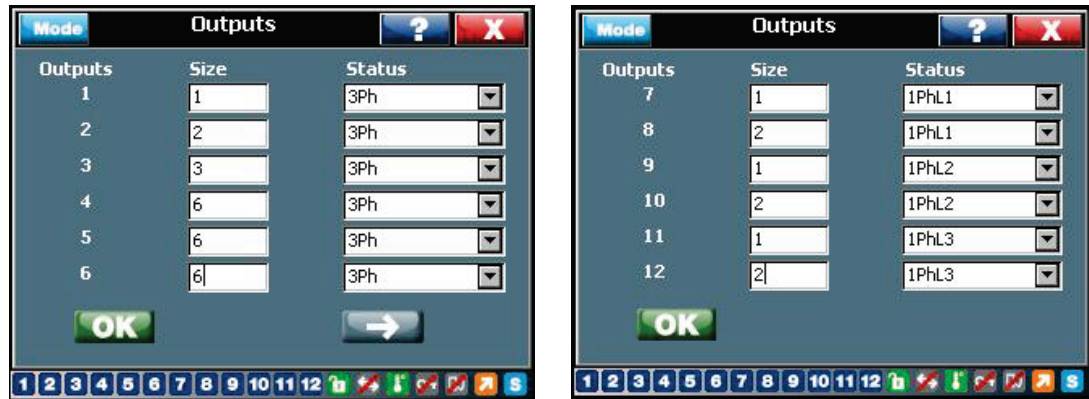 Mode Outputs ? X
Outputs Size Status
1 1 3Ph
2 2 3Ph
3 3 3Ph
4 6 3Ph
5 6 3Ph
6 6 3Ph
OK
1 2 3 4 5 6 7 8 9 10 11 12 S
Mode Outputs ? X
Outputs Size Status
7 1 1PhL1
8 2 1PhL1
9 1 1PhL2
10 2 1PhL2
11 1 1PhL3
12 2 1PhL3
OK
1 2 3 4 5 6 7 8 9 10 11 12 S